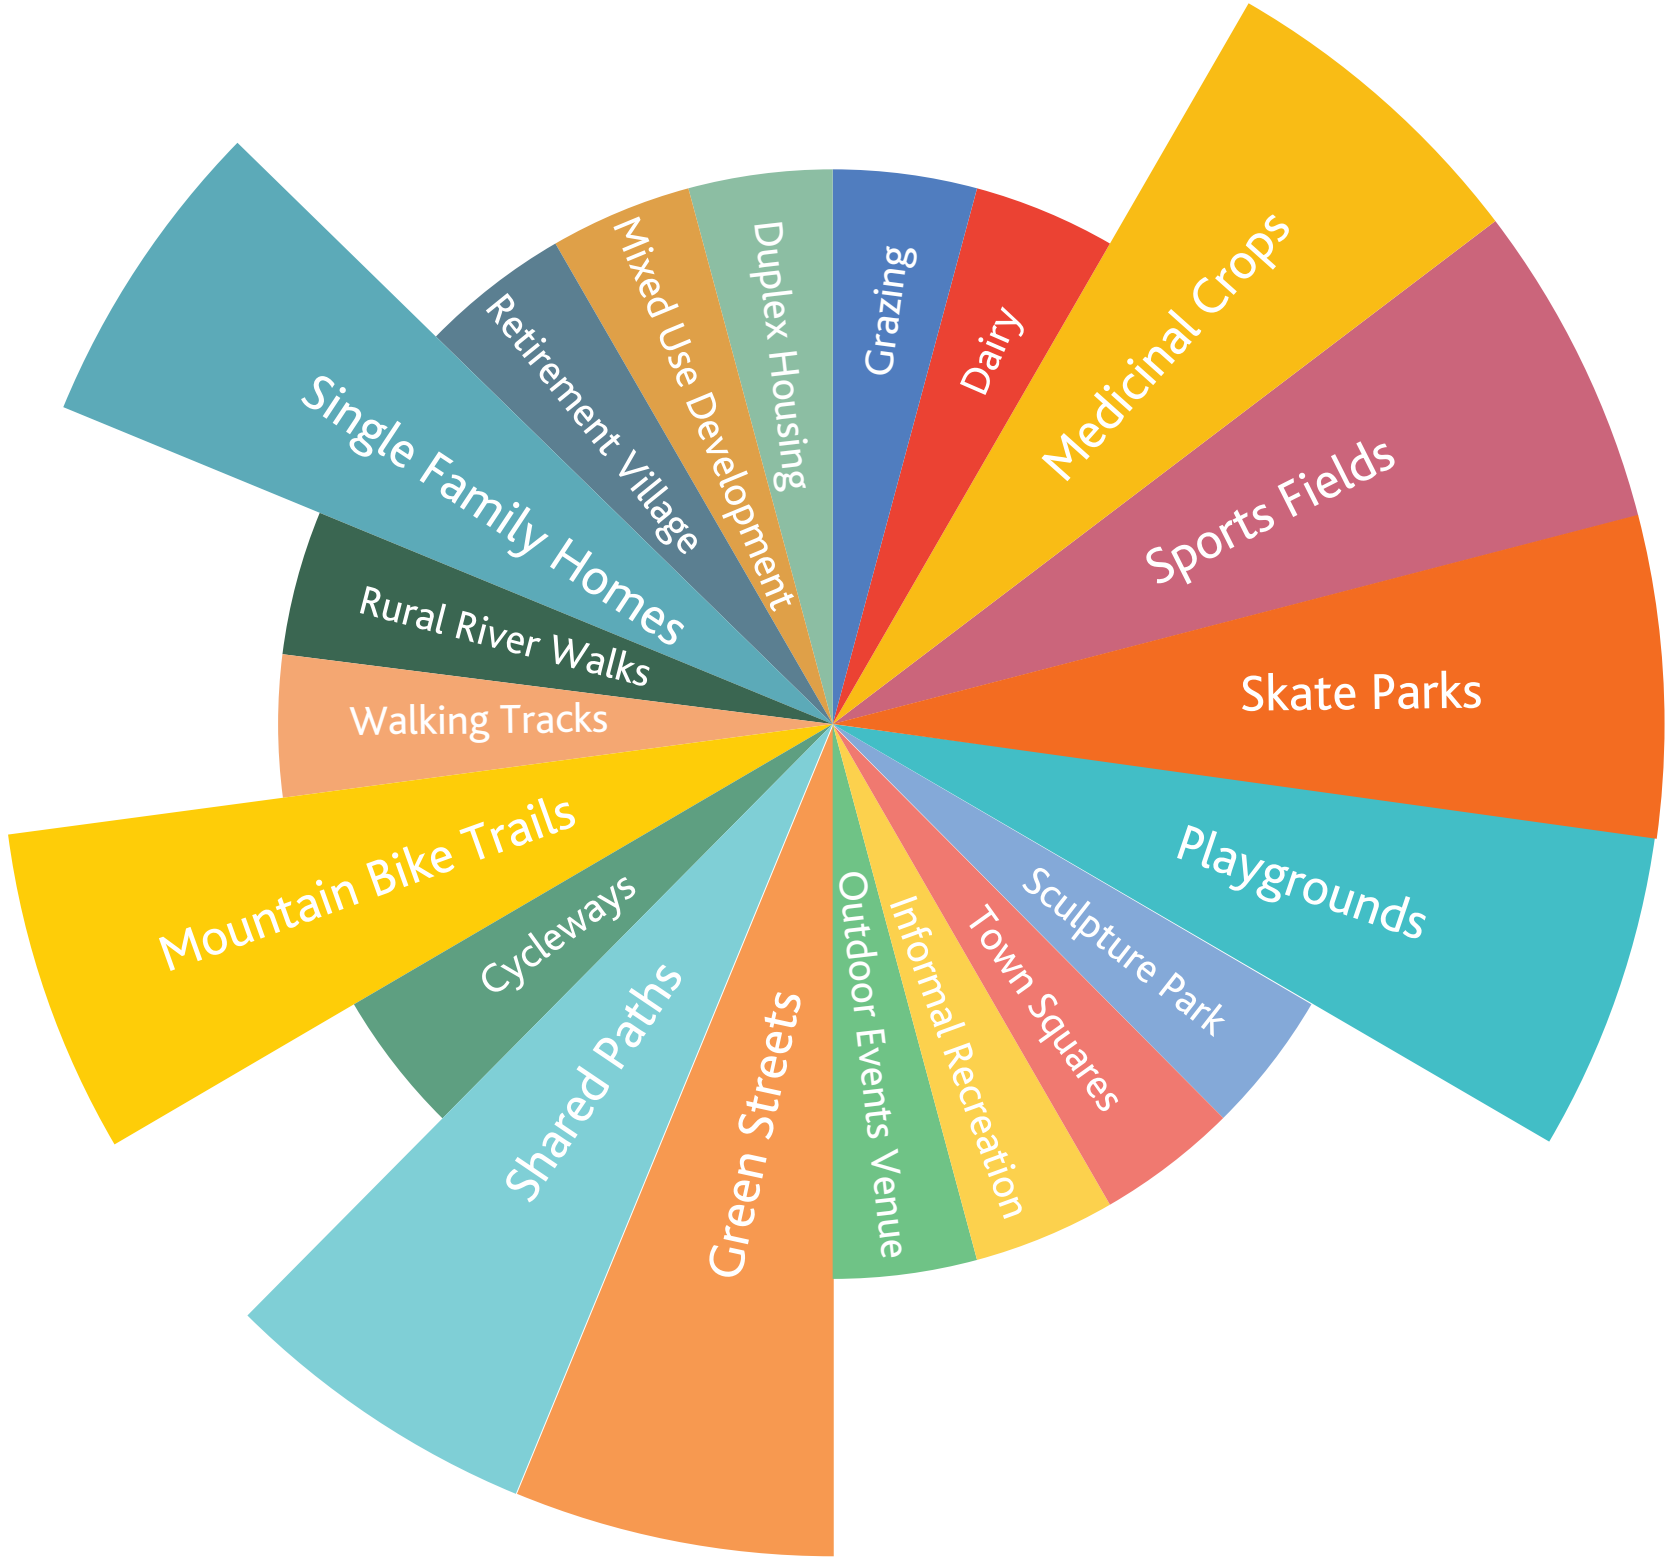 Grazing
Dairy
Medicinal Crops
Sports Fields
Skate Parks
Playgrounds
Sculpture Park
Town Squares
Informal Recreation
Outdoor Events Venue
Green Streets
Shared Paths
Cycleways
Mountain Bike Trails
Walking Tracks
Rural River Walks
Single Family Homes
Retirement Village
Mixed Use Development
Duplex Housing